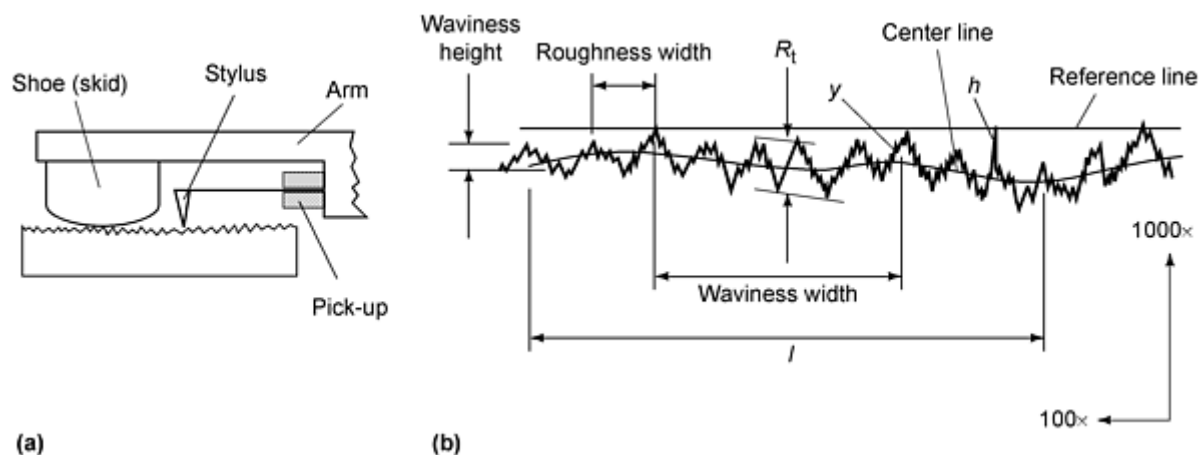 Shoe (skid)
Stylus
Arm
Pick-up
(a)
Waviness
height
Roughness width
Rt
y
Center line
h
Reference line
Waviness width
l
1000×
100×
(b)